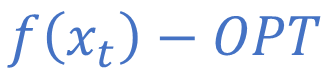 f(x_t) − OPT